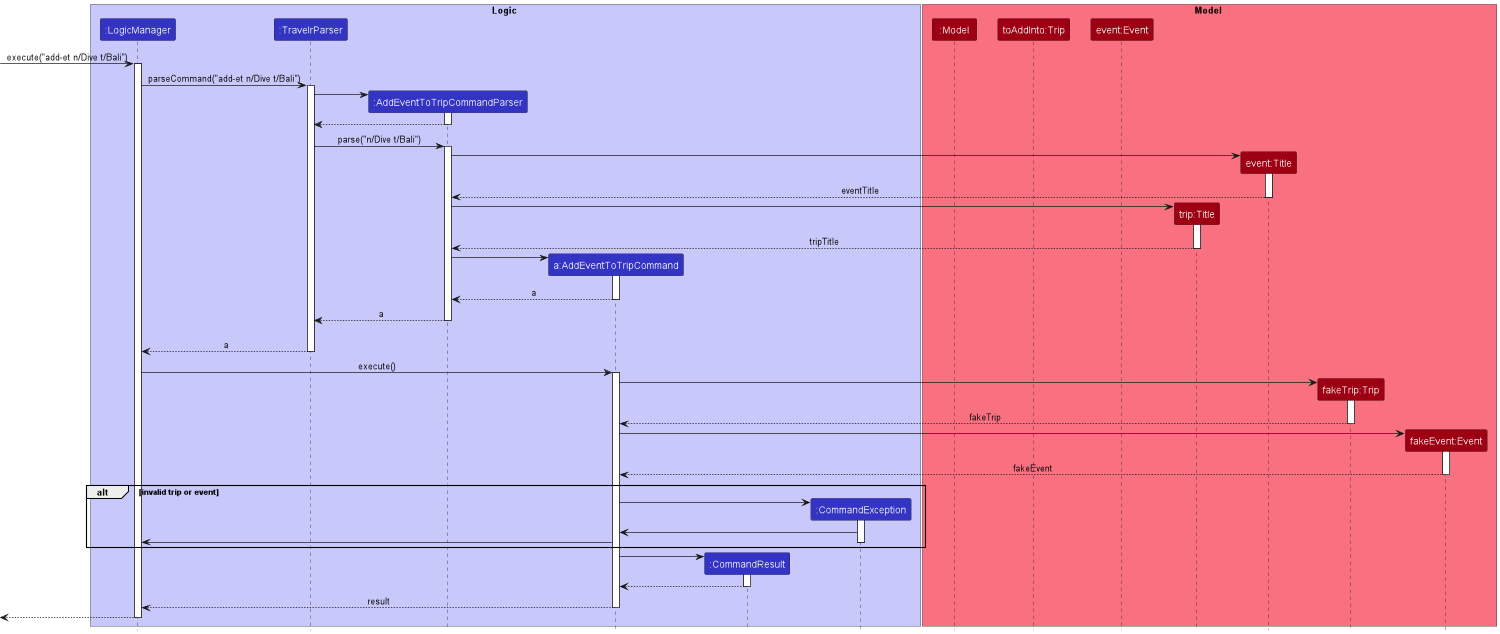 Logic
Model
:LogicManager
:TravelrParser
:Model
toAddInto:Trip
event:Event
execute("add-et n/Dive t/Bali")
parseCommand("add-et n/Dive t/Bali")
:AddEventToTripCommandParser
parse("n/Dive t/Bali")
event:Title
eventTitle
trip:Title
tripTitle
a:AddEventToTripCommand
a
a
a
execute()
fakeTrip:Trip
fakeTrip
fakeEvent:Event
fakeEvent
alt
[invalid trip or event]
:CommandException
:CommandResult
result